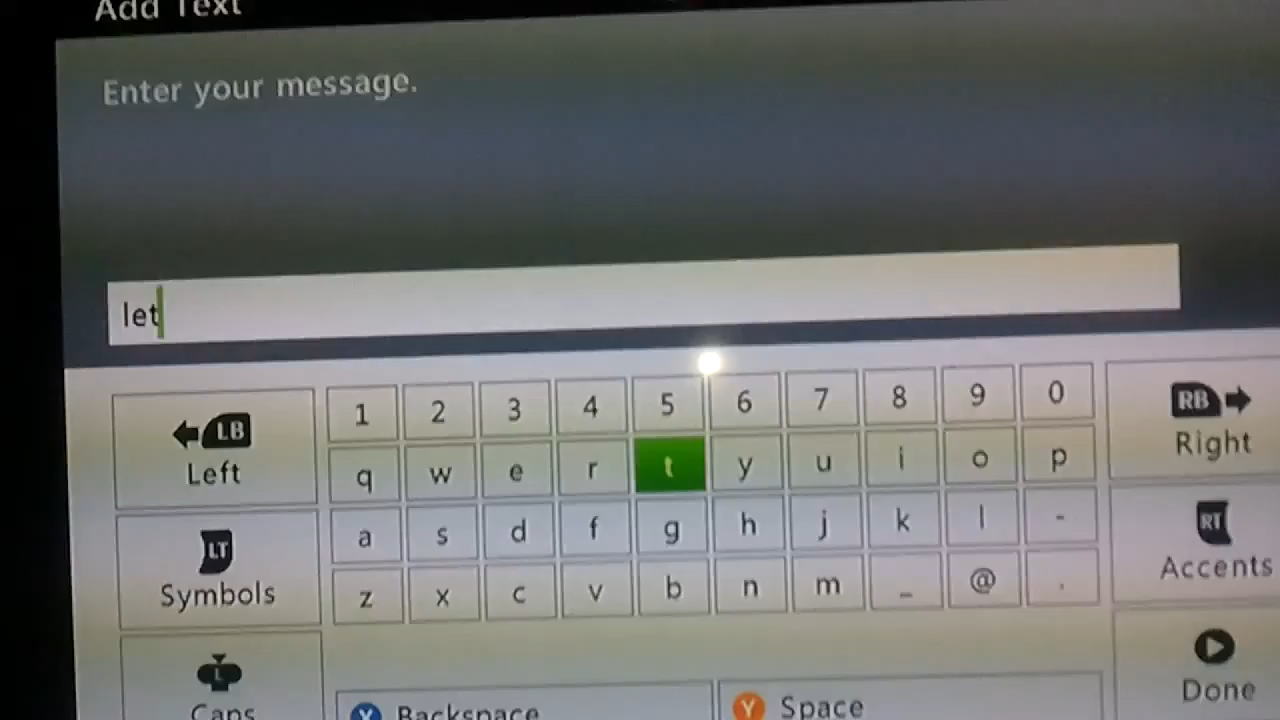 Add Text
Enter your message.
let
LB
Left
1 2 3 4 5 6 7 8 9 0
RB
Right
q w e r t y u i o p
LT
Symbols
a s d f g h j k l -
RT
Accents
z x c v b n m _ @ .
L
Caps
X Backspace
Y Space
Done